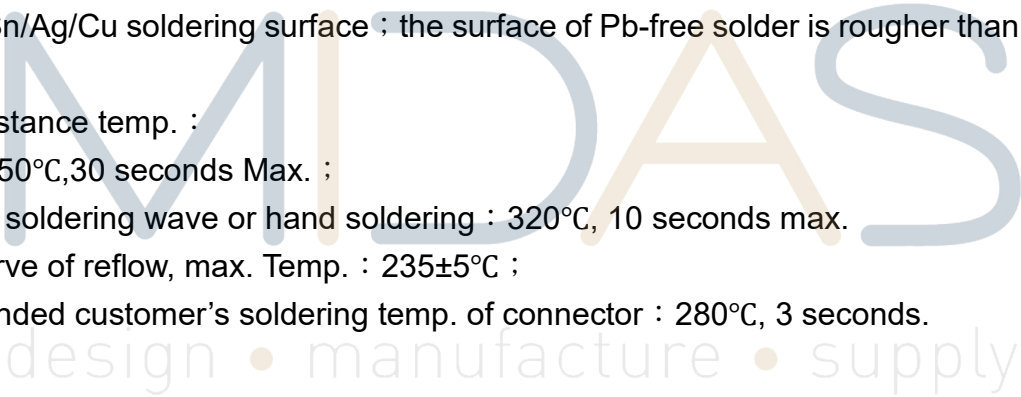 Sn/Ag/Cu soldering surface；the surface of Pb-free solder is rougher than
stance temp.：
50℃,30 seconds Max.；
soldering wave or hand soldering：320℃, 10 seconds max.
rve of reflow, max. Temp.：235±5℃；
nded customer’s soldering temp. of connector：280℃, 3 seconds.
MIDAS
design • manufacture • supply